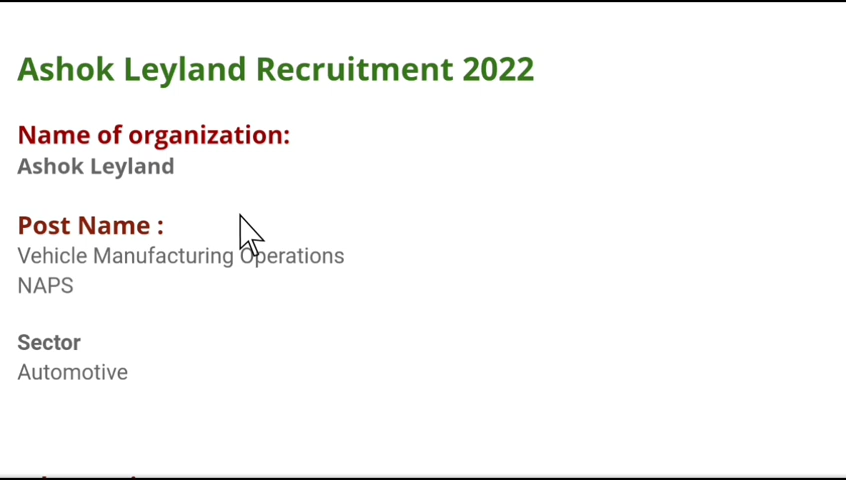 Ashok Leyland Recruitment 2022
Name of organization:
Ashok Leyland
Post Name :
Vehicle Manufacturing Operations
NAPS
Sector
Automotive